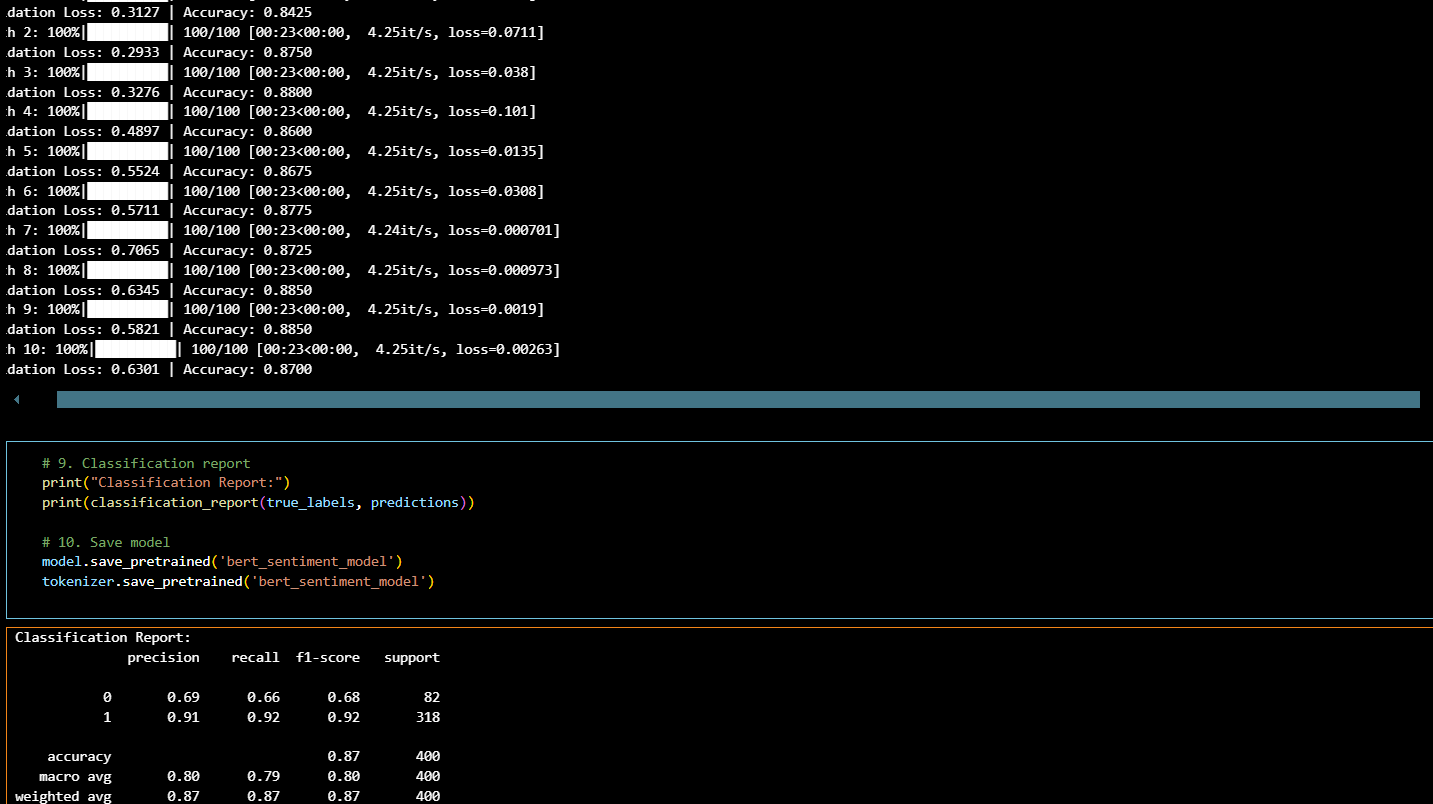 dation Loss: 0.3127 | Accuracy: 0.8425
h 2: 100%|██████████| 100/100 [00:23<00:00,  4.25it/s, loss=0.0711]
dation Loss: 0.2933 | Accuracy: 0.8750
h 3: 100%|██████████| 100/100 [00:23<00:00,  4.25it/s, loss=0.038]
dation Loss: 0.3276 | Accuracy: 0.8800
h 4: 100%|██████████| 100/100 [00:23<00:00,  4.25it/s, loss=0.101]
dation Loss: 0.4897 | Accuracy: 0.8600
h 5: 100%|██████████| 100/100 [00:23<00:00,  4.25it/s, loss=0.0135]
dation Loss: 0.5524 | Accuracy: 0.8675
h 6: 100%|██████████| 100/100 [00:23<00:00,  4.25it/s, loss=0.0308]
dation Loss: 0.5711 | Accuracy: 0.8775
h 7: 100%|██████████| 100/100 [00:23<00:00,  4.24it/s, loss=0.000701]
dation Loss: 0.7065 | Accuracy: 0.8725
h 8: 100%|██████████| 100/100 [00:23<00:00,  4.25it/s, loss=0.000973]
dation Loss: 0.6345 | Accuracy: 0.8850
h 9: 100%|██████████| 100/100 [00:23<00:00,  4.25it/s, loss=0.0019]
dation Loss: 0.5821 | Accuracy: 0.8850
h 10: 100%|██████████| 100/100 [00:23<00:00,  4.25it/s, loss=0.00263]
dation Loss: 0.6301 | Accuracy: 0.8700
# 9. Classification report
print("Classification Report:")
print(classification_report(true_labels, predictions))
# 10. Save model
model.save_pretrained('bert_sentiment_model')
tokenizer.save_pretrained('bert_sentiment_model')
Classification Report:
precision recall f1-score support
0 0.69 0.66 0.68 82
1 0.91 0.92 0.92 318
accuracy 0.87 400
macro avg 0.80 0.79 0.80 400
weighted avg 0.87 0.87 0.87 400